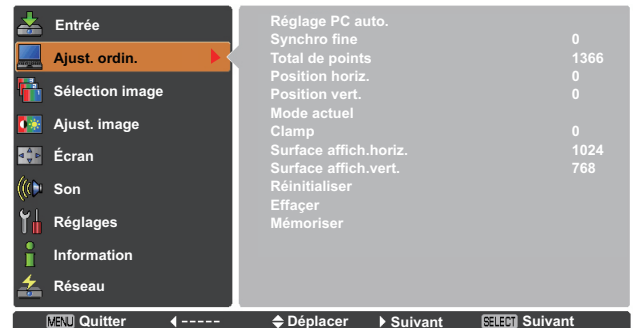 Entrée
Ajust. ordin.
Sélection image
Ajust. image
Écran
Son
Réglages
Information
Réseau
Réglage PC auto.
Synchro fine 0
Total de points 1366
Position horiz. 0
Position vert. 0
Mode actuel
Clamp 0
Surface affich.horiz. 1024
Surface affich.vert. 768
Réinitialiser
Effaçer
Mémoriser
MENU Quitter ----- Déplacer Suivant SELECT Suivant